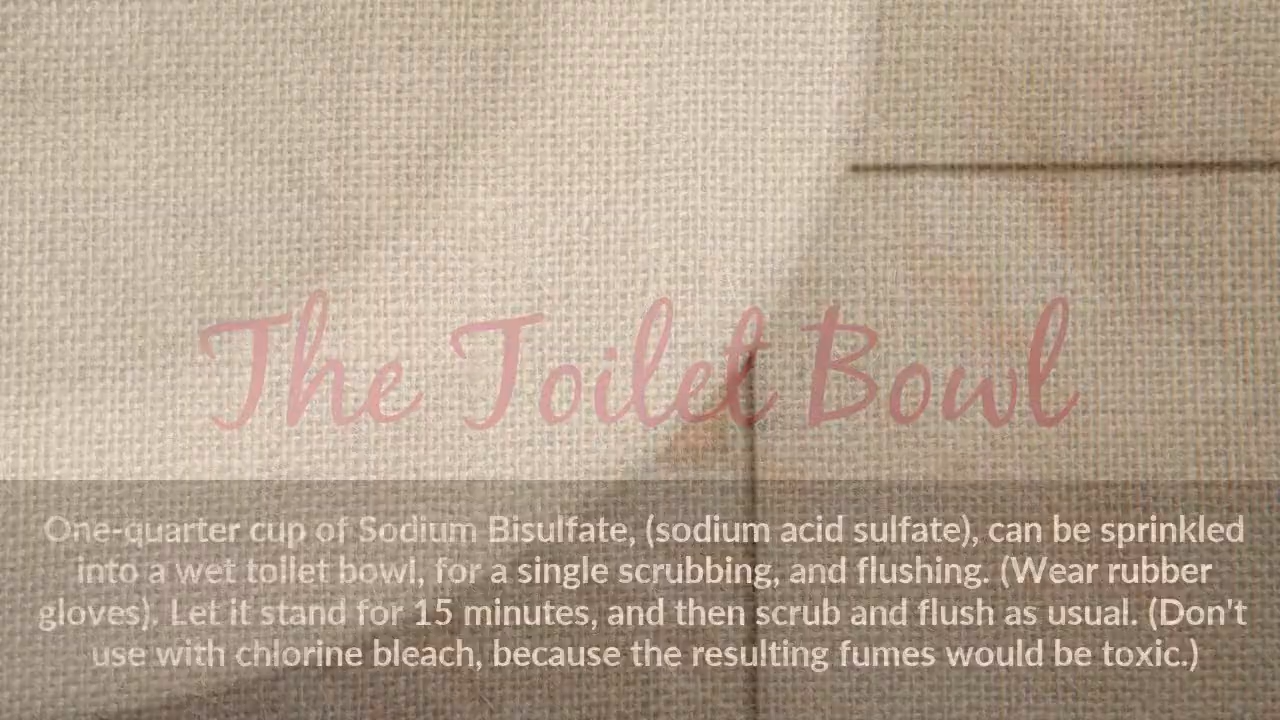 The Toilet Bowl
One-quarter cup of Sodium Bisulfate, (sodium acid sulfate), can be sprinkled
into a wet toilet bowl, for a single scrubbing, and flushing. (Wear rubber
gloves). Let it stand for 15 minutes, and then scrub and flush as usual. (Don't
use with chlorine bleach, because the resulting fumes would be toxic.)